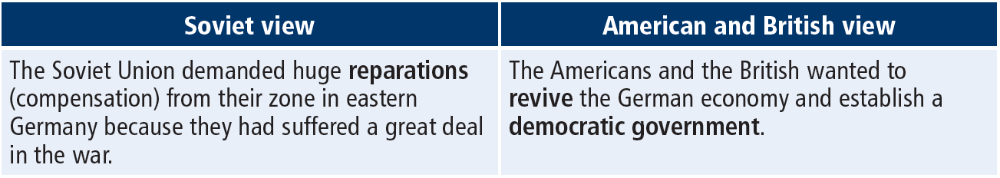 Soviet view
American and British view
The Soviet Union demanded huge reparations
(compensation) from their zone in eastern
Germany because they had suffered a great deal
in the war.
The Americans and the British wanted to
revive the German economy and establish a
democratic government.